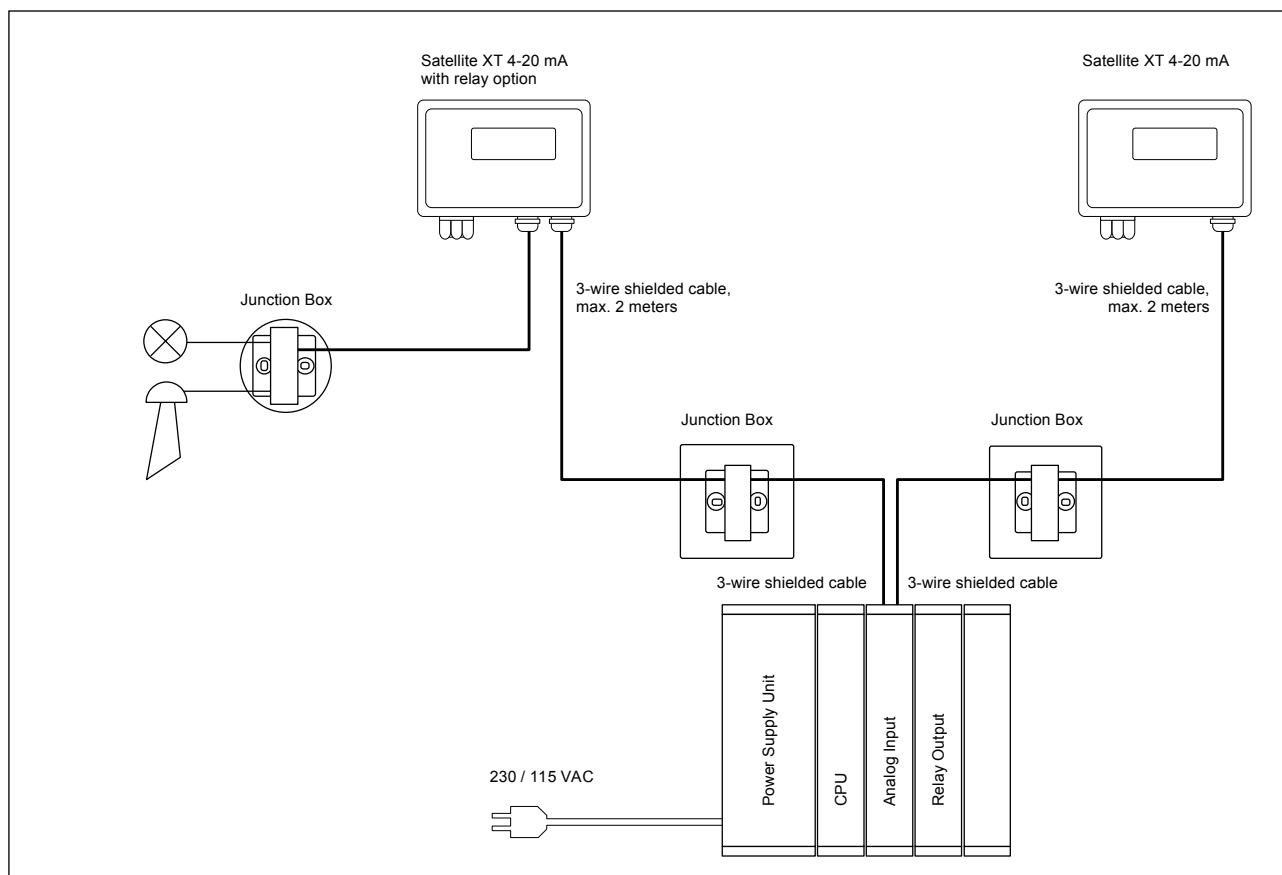 Satellite XT 4-20 mA
with relay option
Satellite XT 4-20 mA
3-wire shielded cable,
max. 2 meters
3-wire shielded cable,
max. 2 meters
Junction Box
Junction Box
Junction Box
3-wire shielded cable
3-wire shielded cable
Power Supply Unit
CPU
Analog Input
Relay Output
230 / 115 VAC